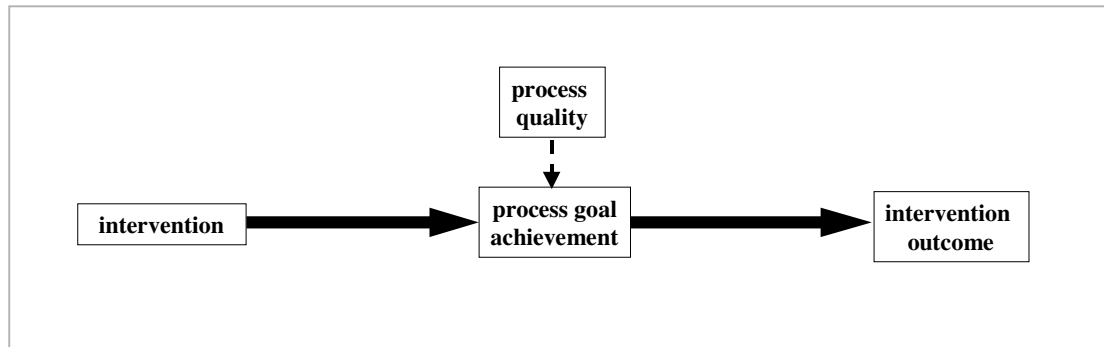 process
quality
intervention
process goal
achievement
intervention
outcome